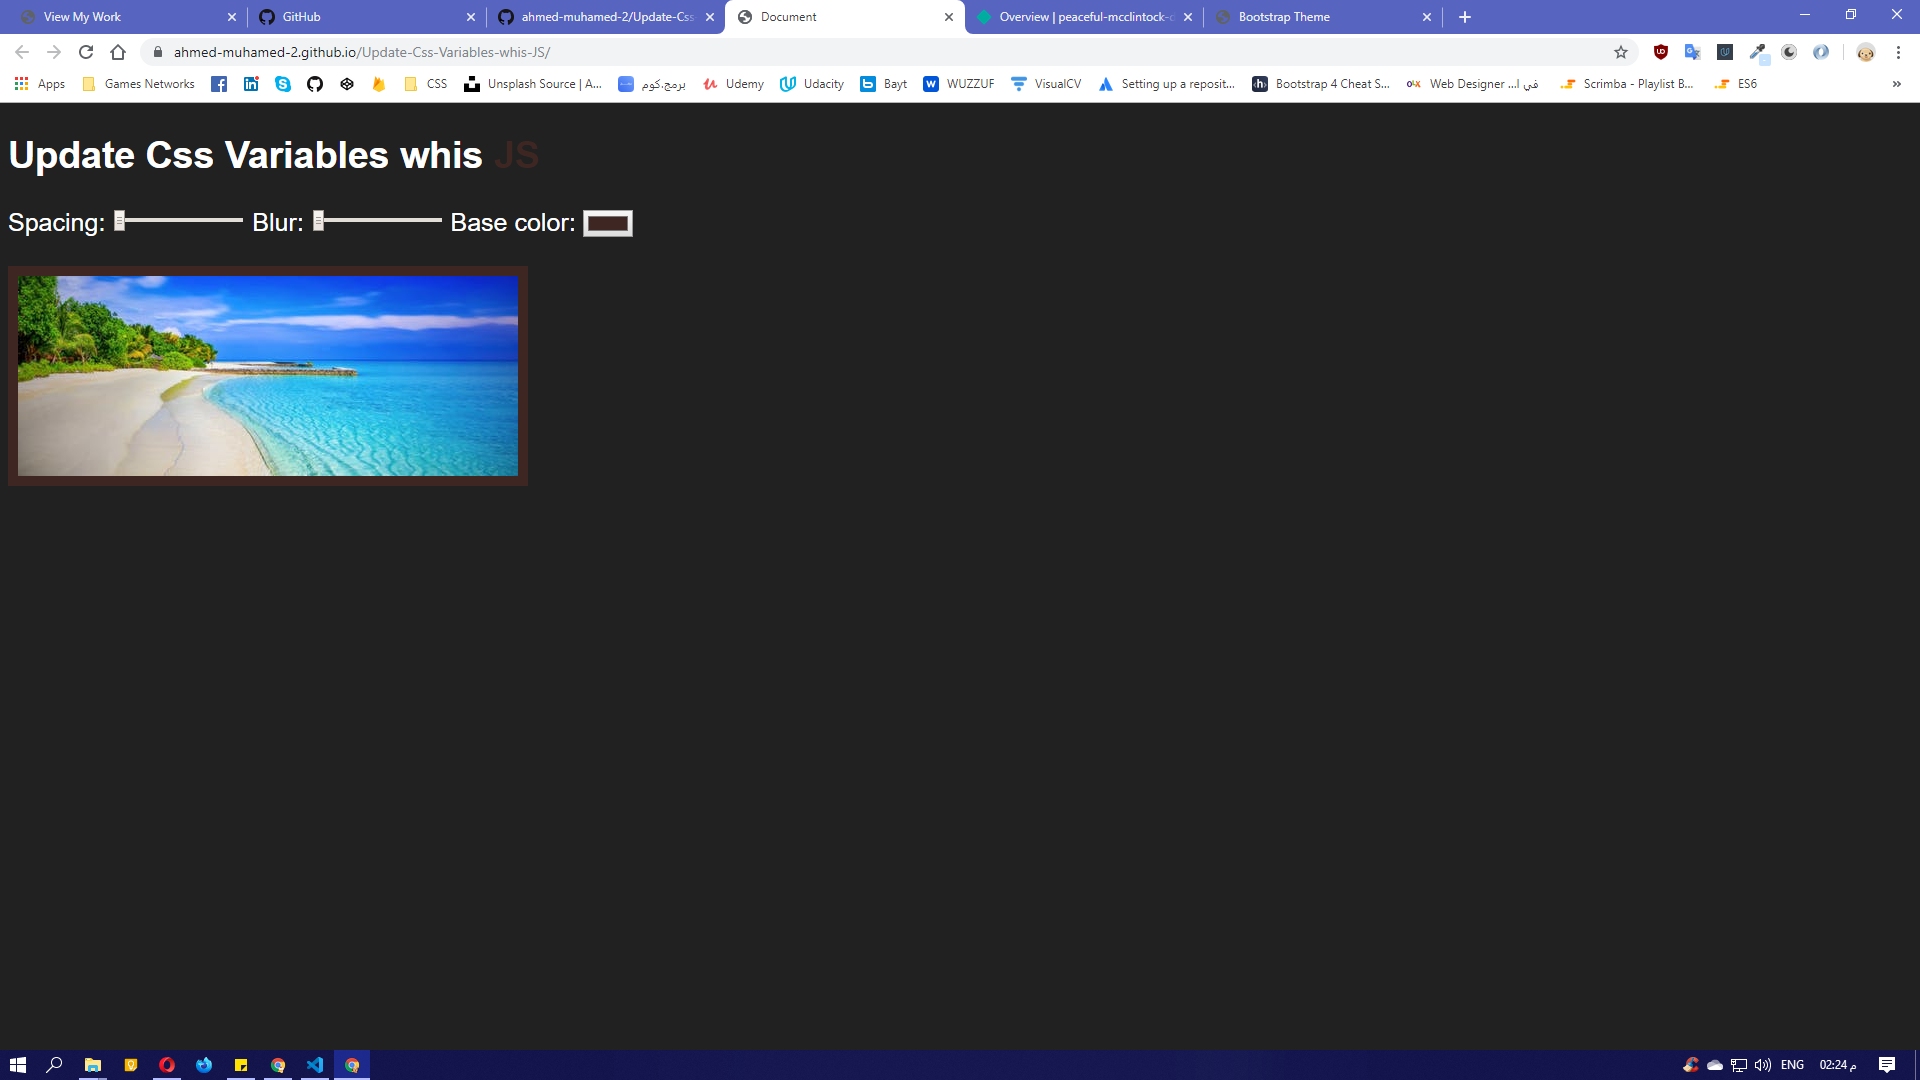 View My Work
GitHub
ahmed-muhamed-2/Update-Css
Document
Overview | peaceful-mcclintock-
Bootstrap Theme
ahmed-muhamed-2.github.io/Update-Css-Variables-whis-JS/
Apps
Games Networks
CSS
Unsplash Source | A...
برمج.كوم
Udemy
Udacity
Bayt
WUZZUF
VisualCV
Setting up a reposit...
Bootstrap 4 Cheat S...
Web Designer في ا...
Scrimba - Playlist B...
ES6
»
Update Css Variables whis JS
Spacing: Blur: Base color:
ENG
02:24 م